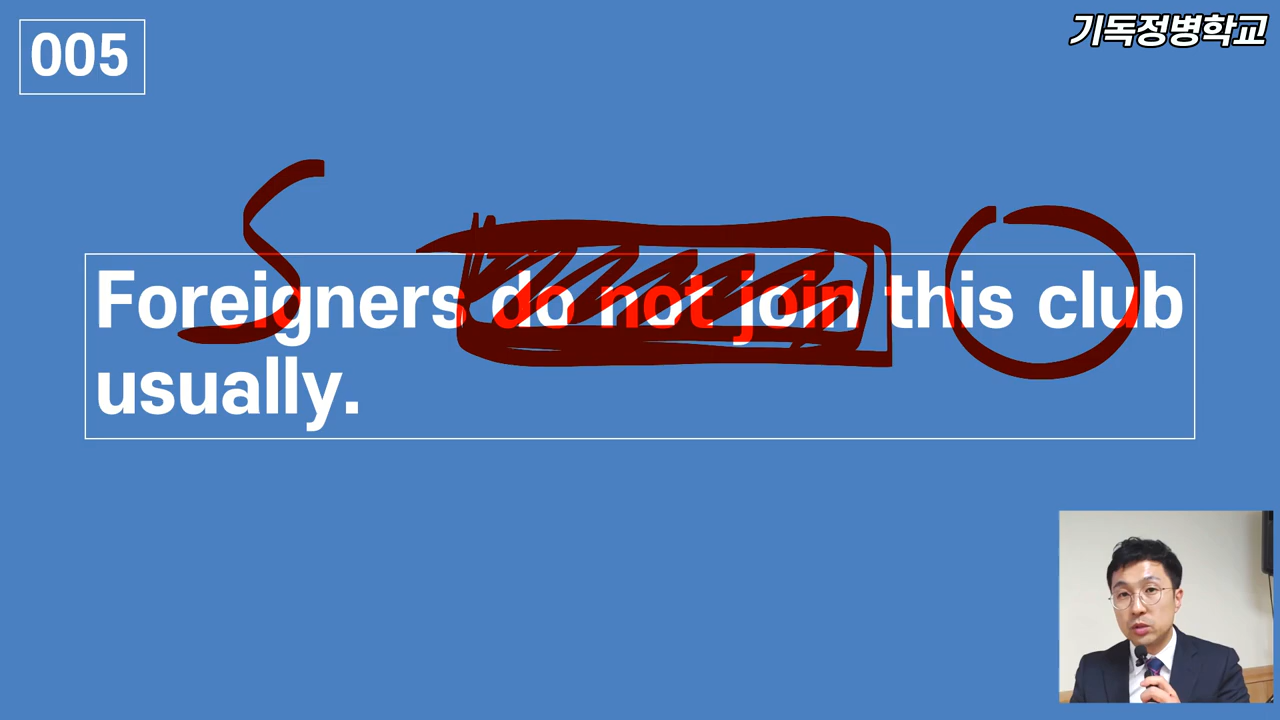 005
기독정병학교
S
O
Foreigners do not join this club
usually.